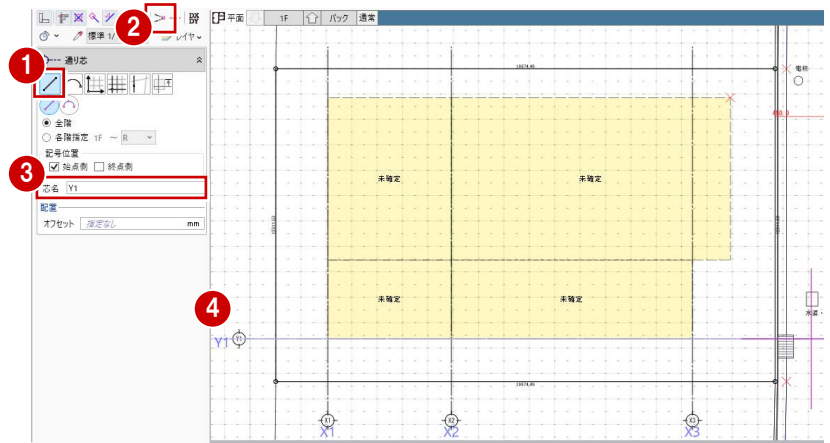 2
標準 1/
レイヤ
平面
1F
バック
通常
1
通り芯
全階
各階指定 1F ～ R
記号位置
始点側 終点側
3
芯名 Y1
配置
オフセット 指定なし mm
電柱
未確定
未確定
未確定
未確定
4
Y1 Y1
水道・
X1 X2 X3
X1 X2 X3